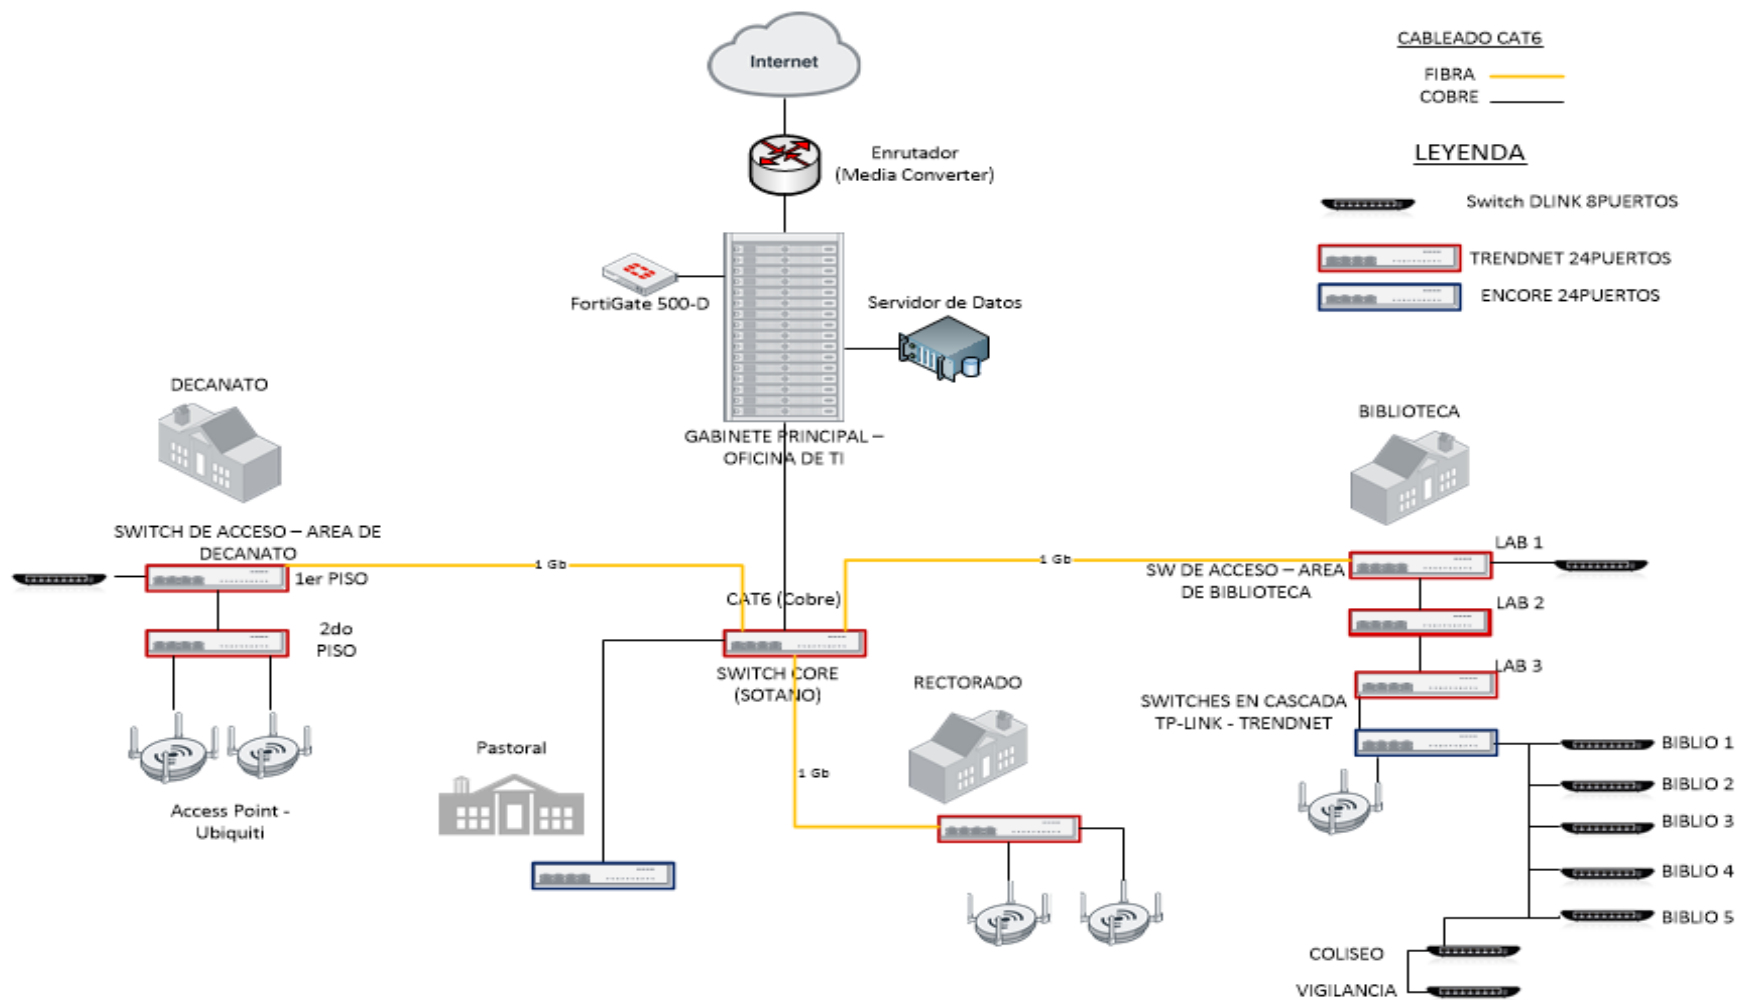 Internet
CABLEADO CAT6
FIBRA
COBRE
Enrutador
(Media Converter)
LEYENDA
Switch DLINK 8PUERTOS
TRENDNET 24PUERTOS
ENCORE 24PUERTOS
FortiGate 500-D
Servidor de Datos
GABINETE PRINCIPAL –
OFICINA DE TI
DECANATO
SWITCH DE ACCESO – AREA DE
DECANATO
1er PISO
2do
PISO
Access Point -
Ubiquiti
1 Gb
CAT6 (Cobre)
SWITCH CORE
(SOTANO)
Pastoral
1 Gb
RECTORADO
1 Gb
BIBLIOTECA
SW DE ACCESO – AREA
DE BIBLIOTECA
LAB 1
LAB 2
LAB 3
SWITCHES EN CASCADA
TP-LINK - TRENDNET
BIBLIO 1
BIBLIO 2
BIBLIO 3
BIBLIO 4
BIBLIO 5
COLISEO
VIGILANCIA